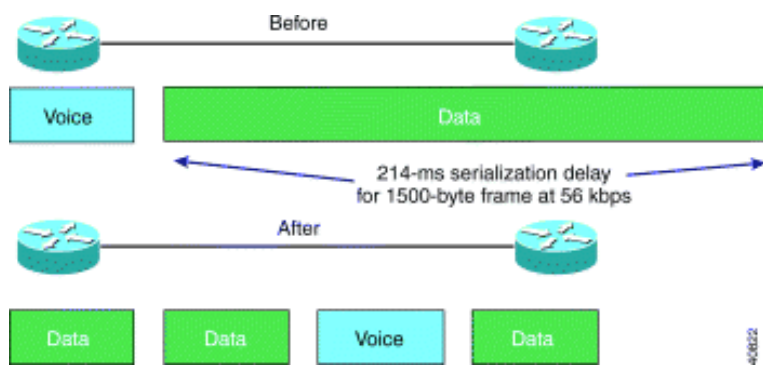 Before
Voice
Data
214-ms serialization delay
for 1500-byte frame at 56 kbps
After
Data
Data
Voice
Data
40822